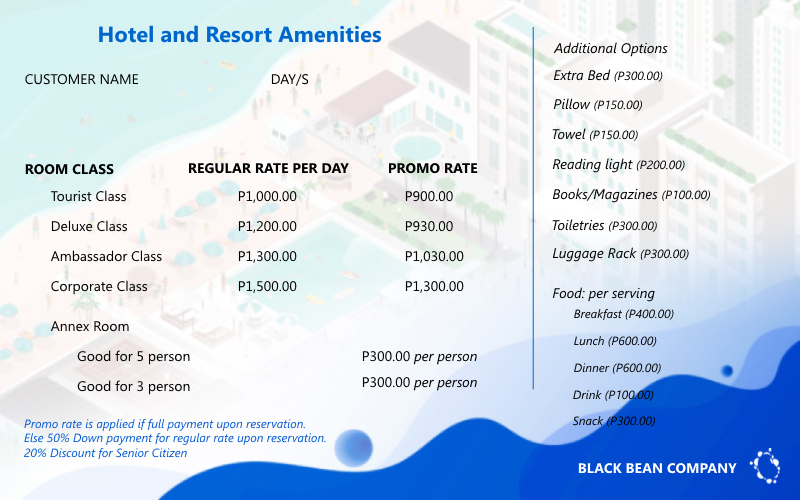 Hotel and Resort Amenities
CUSTOMER NAME DAY/S
ROOM CLASS REGULAR RATE PER DAY PROMO RATE
Tourist Class P1,000.00 P900.00
Deluxe Class P1,200.00 P930.00
Ambassador Class P1,300.00 P1,030.00
Corporate Class P1,500.00 P1,300.00
Annex Room
Good for 5 person P300.00 per person
Good for 3 person P300.00 per person
Promo rate is applied if full payment upon reservation.
Else 50% Down payment for regular rate upon reservation.
20% Discount for Senior Citizen
Additional Options
Extra Bed (P300.00)
Pillow (P150.00)
Towel (P150.00)
Reading light (P200.00)
Books/Magazines (P100.00)
Toiletries (P300.00)
Luggage Rack (P300.00)
Food: per serving
Breakfast (P400.00)
Lunch (P600.00)
Dinner (P600.00)
Drink (P100.00)
Snack (P300.00)
BLACK BEAN COMPANY